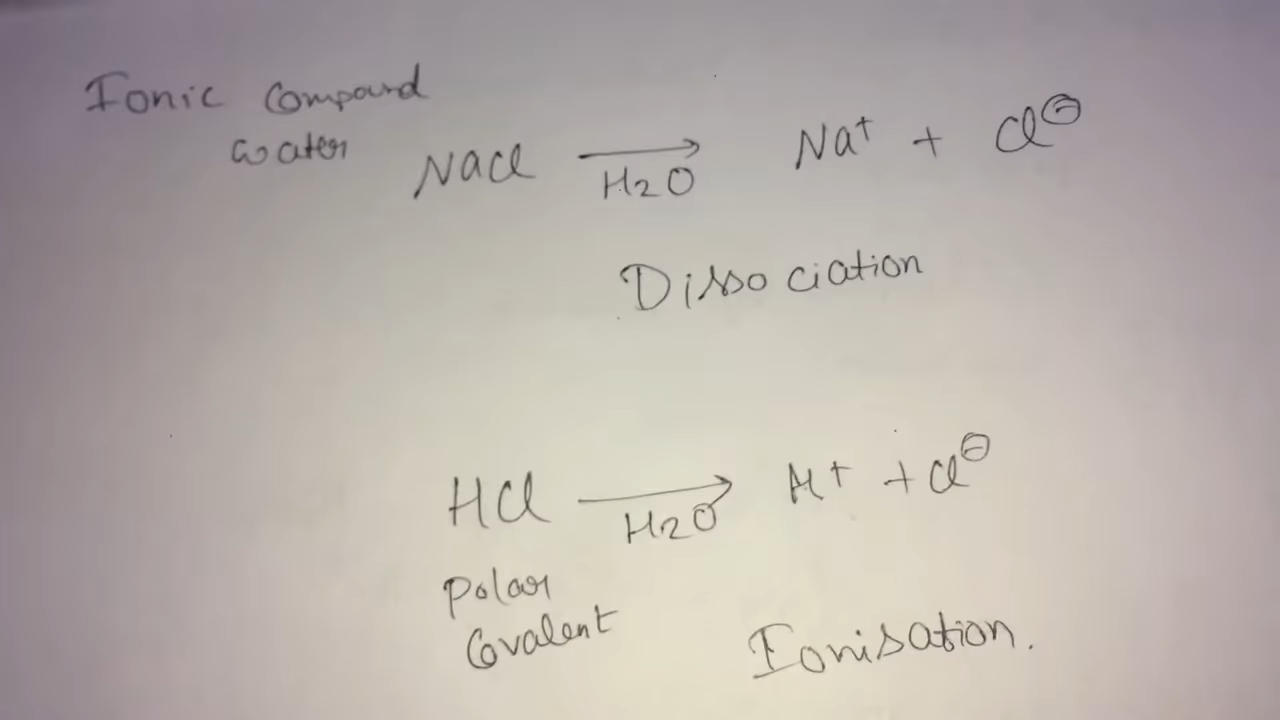 Ionic Compound
water
NaCl → Na⁺ + Cl⊖
H₂O
Dissociation
HCl → H⁺ + Cl⊖
H₂O
Polar
Covalent
Ionisation.